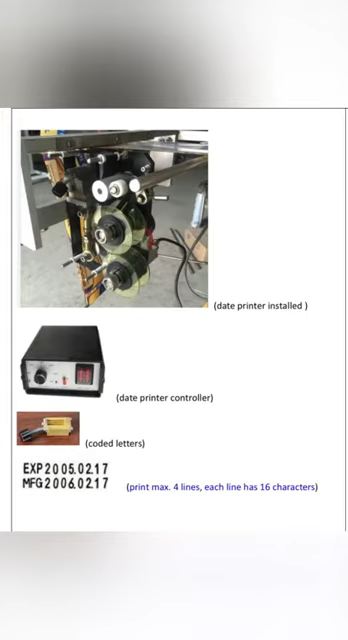 (date printer installed )
(date printer controller)
(coded letters)
EXP2005.02.17
MFG2006.02.17 (print max. 4 lines, each line has 16 characters)